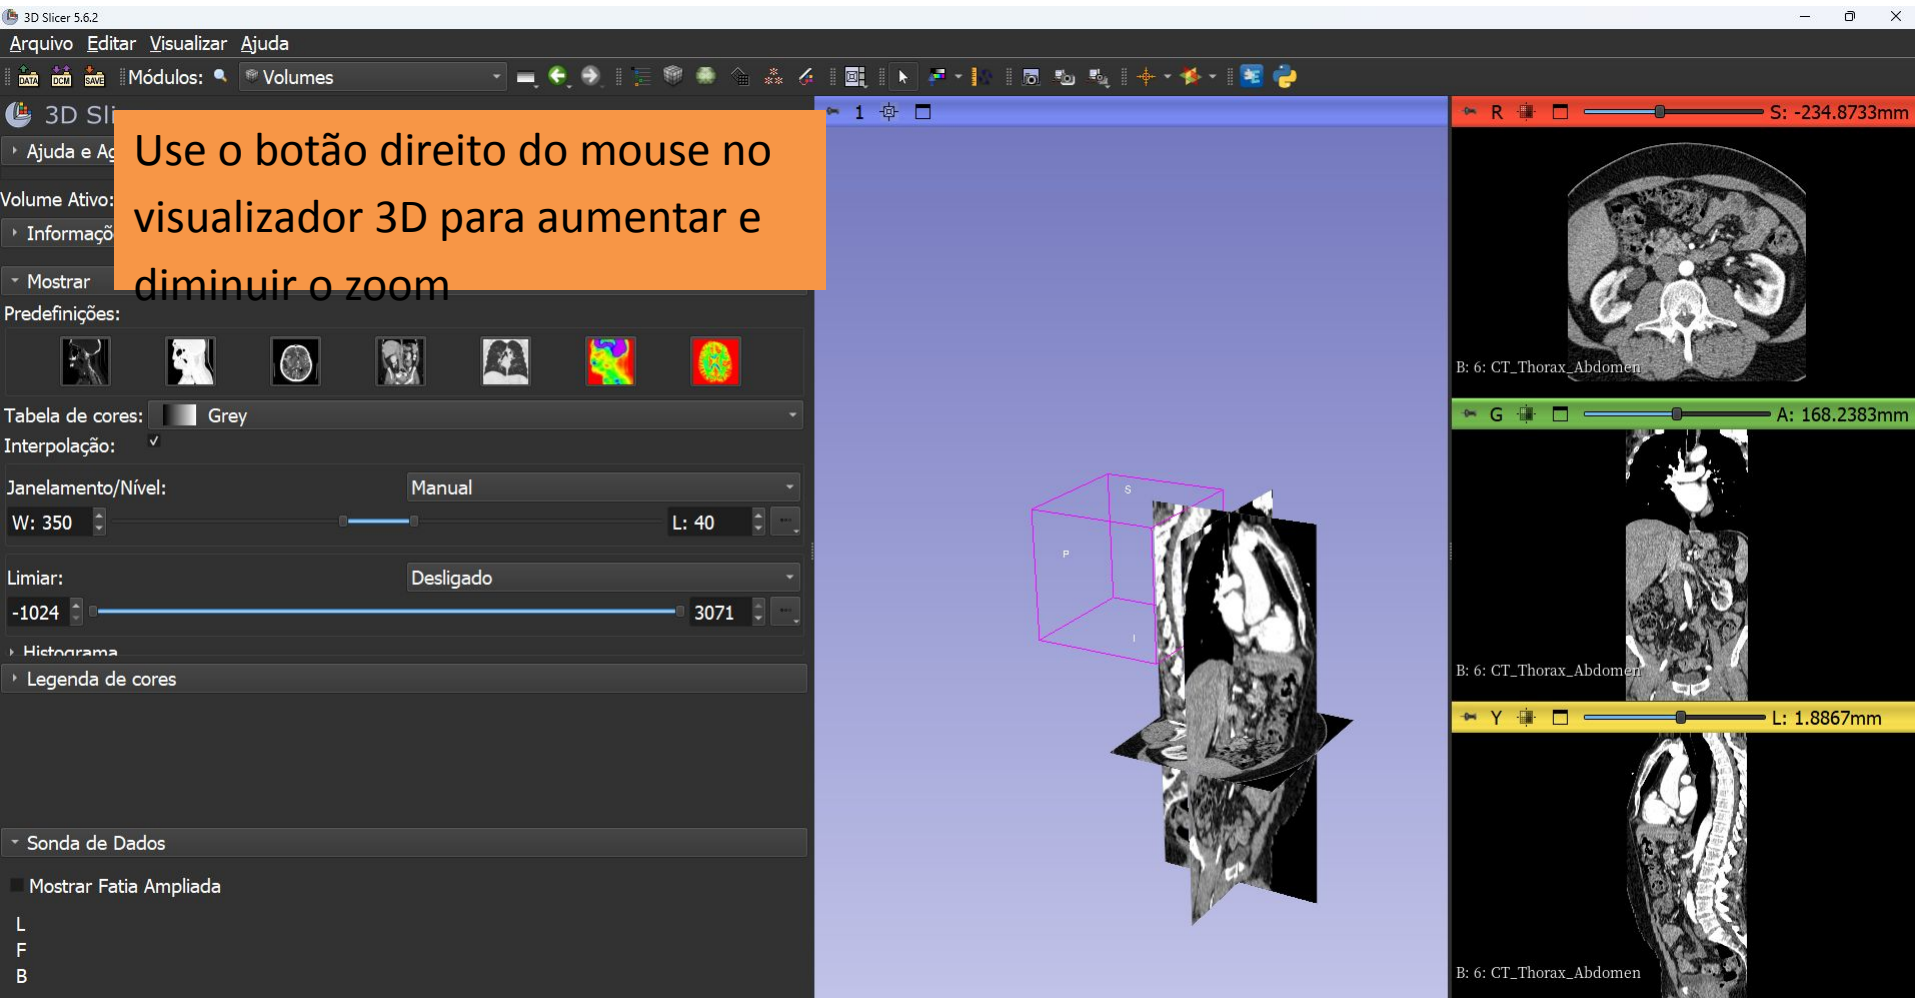 3D Slicer 5.6.2
Arquivo Editar Visualizar Ajuda
DATA DCM SAVE Módulos: Volumes
3D Sli
Ajuda e Ag
Use o botão direito do mouse no
visualizador 3D para aumentar e
diminuir o zoom
Volume Ativo:
Informaçõ
Mostrar
Predefinições:
Tabela de cores: Grey
Interpolação:
Janelamento/Nível: Manual
W: 350 L: 40
Limiar: Desligado
-1024 3071
Histograma
Legenda de cores
Sonda de Dados
Mostrar Fatia Ampliada
L
F
B
1
S
P
I
R S: -234.8733mm
B: 6: CT_Thorax_Abdomen
G A: 168.2383mm
B: 6: CT_Thorax_Abdomen
Y L: 1.8867mm
B: 6: CT_Thorax_Abdomen